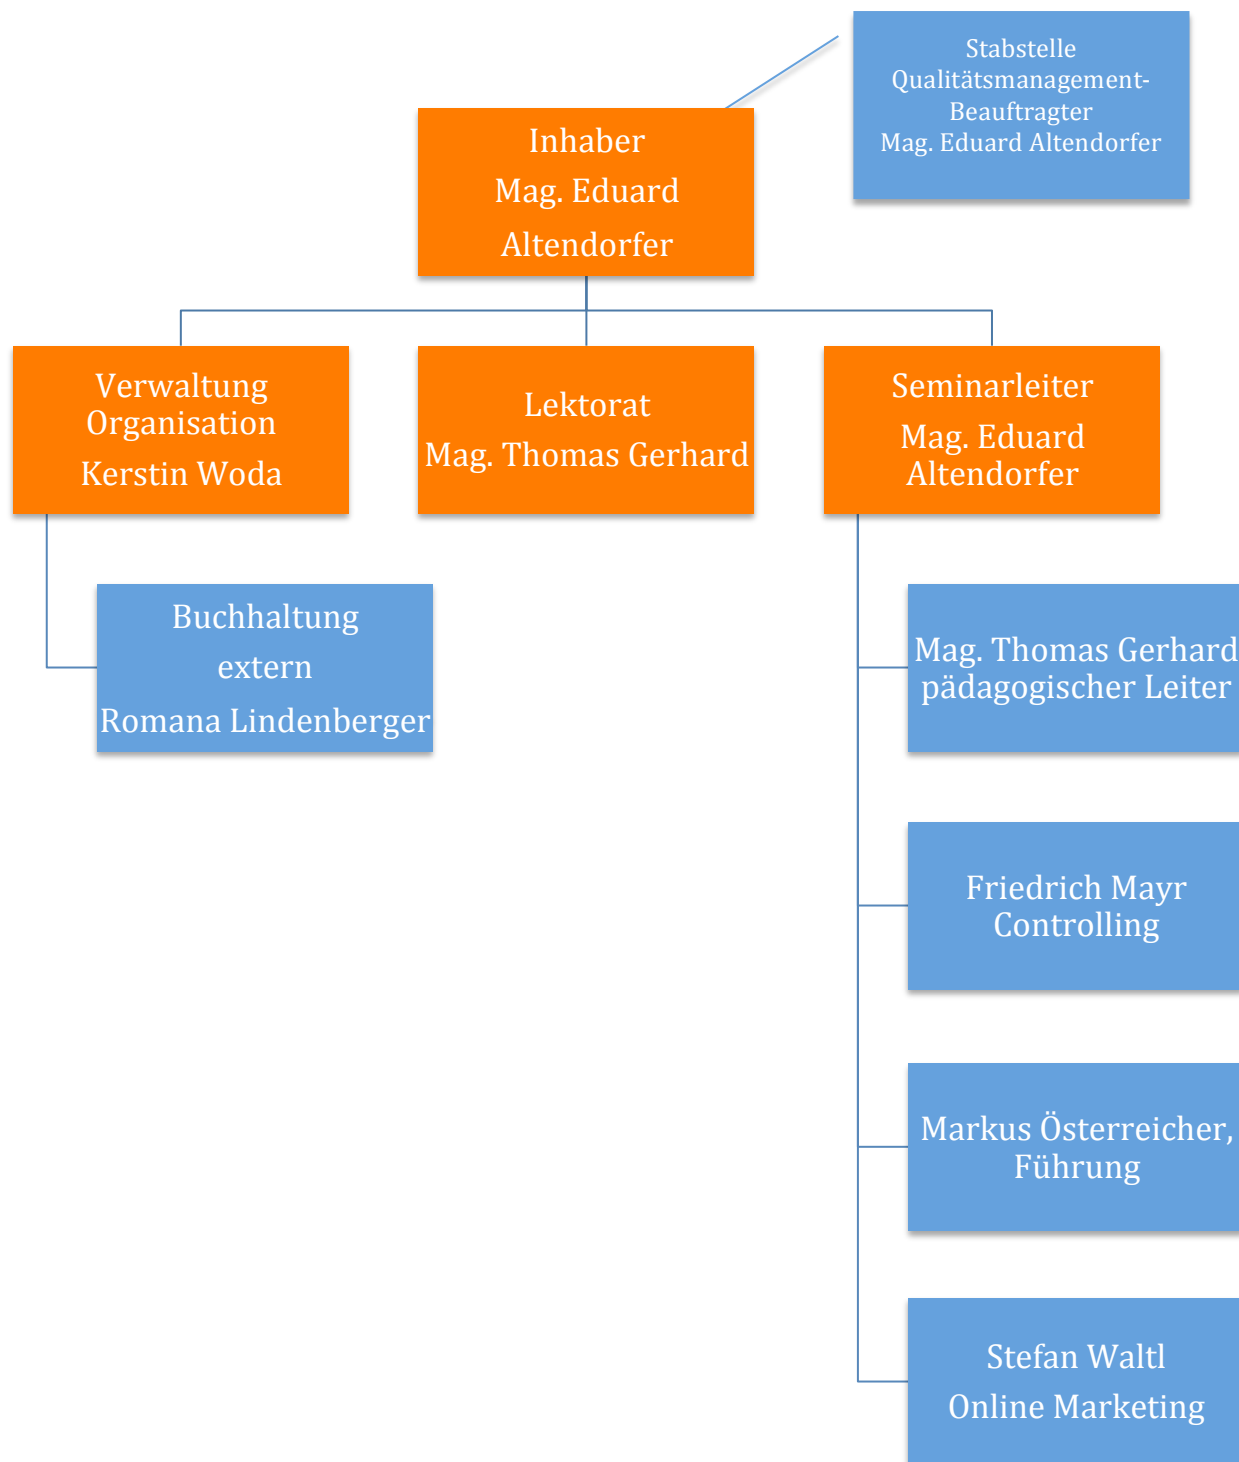 Stabstelle
Qualitätsmanagement-
Beauftragter
Mag. Eduard Altendorfer
Inhaber
Mag. Eduard
Altendorfer
Verwaltung
Organisation
Kerstin Woda
Lektorat
Mag. Thomas Gerhard
Seminarleiter
Mag. Eduard
Altendorfer
Buchhaltung
extern
Romana Lindenberger
Mag. Thomas Gerhard
pädagogischer Leiter
Friedrich Mayr
Controlling
Markus Österreicher,
Führung
Stefan Waltl
Online Marketing